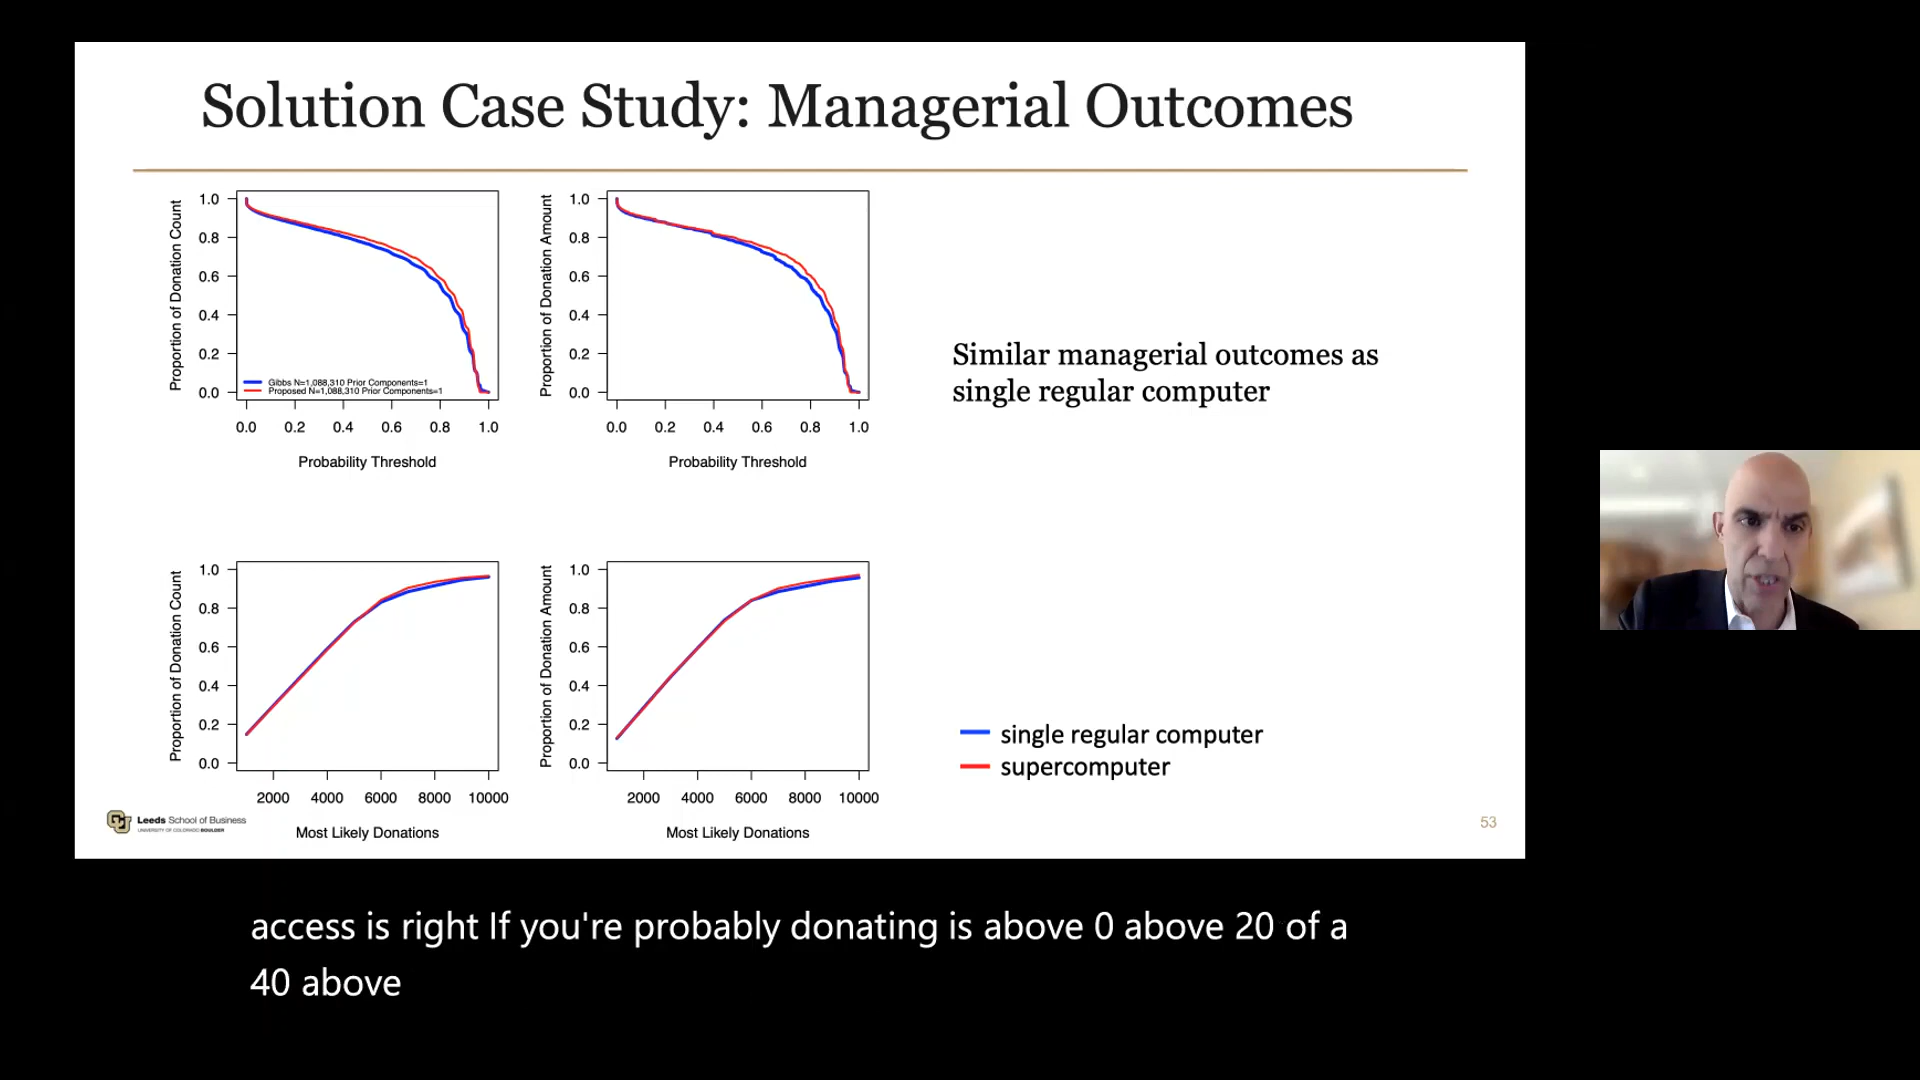 Solution Case Study: Managerial Outcomes
Proportion of Donation Count
1.0
0.8
0.6
0.4
0.2
0.0
Gibbs N=1,088,310 Prior Components=1
Proposed N=1,088,310 Prior Components=1
0.0 0.2 0.4 0.6 0.8 1.0
Probability Threshold
Proportion of Donation Amount
1.0
0.8
0.6
0.4
0.2
0.0
0.0 0.2 0.4 0.6 0.8 1.0
Probability Threshold
Similar managerial outcomes as
single regular computer
Proportion of Donation Count
1.0
0.8
0.6
0.4
0.2
0.0
2000 4000 6000 8000 10000
Most Likely Donations
Proportion of Donation Amount
1.0
0.8
0.6
0.4
0.2
0.0
2000 4000 6000 8000 10000
Most Likely Donations
single regular computer
supercomputer
CU
Leeds School of Business
UNIVERSITY OF COLORADO BOULDER
53
access is right If you're probably donating is above 0 above 20 of a
40 above